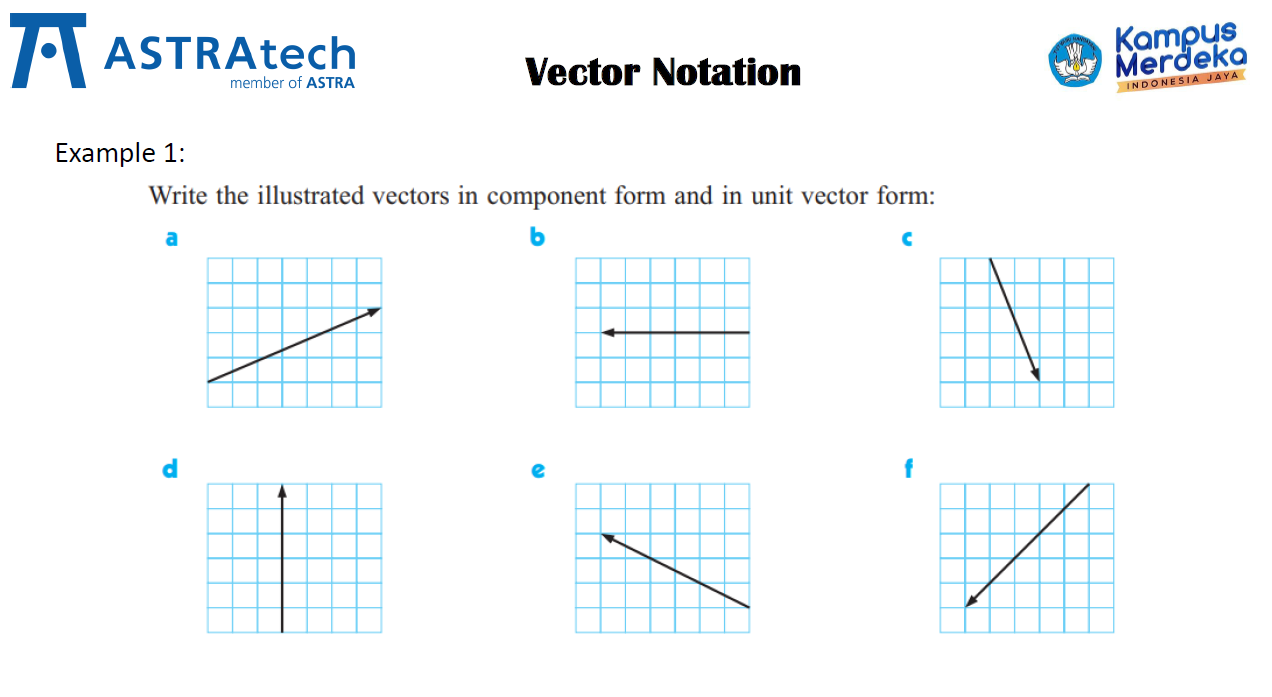 ASTRAtech
member of ASTRA
Vector Notation
Kampus
Merdeka
INDONESIA JAYA
Example 1:
Write the illustrated vectors in component form and in unit vector form:
a
b
c
d
e
f